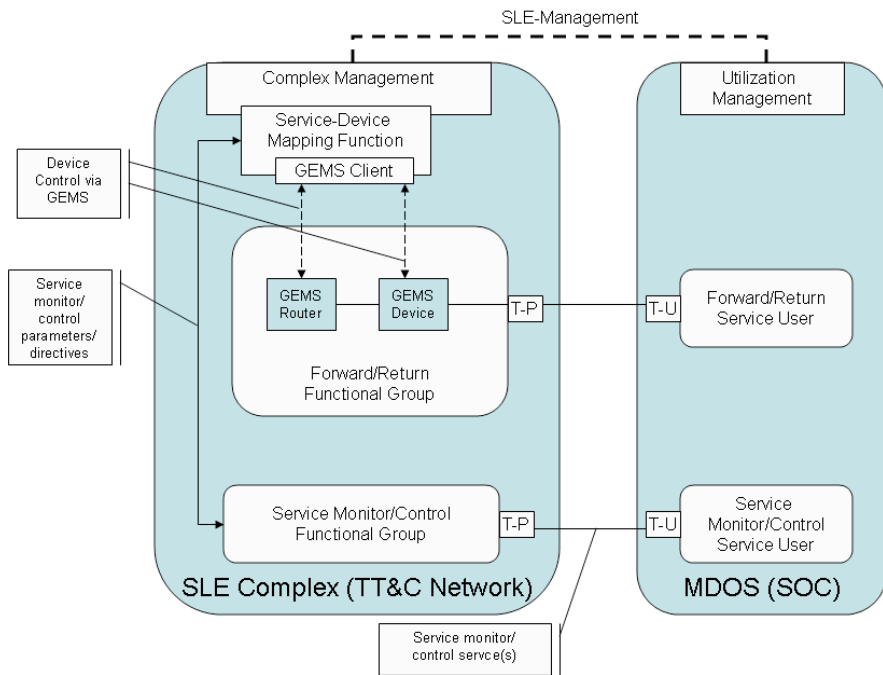 SLE-Management
Complex Management
Utilization
Management
Service-Device
Mapping Function
GEMS Client
Device
Control via
GEMS
Service
monitor/
control
parameters/
directives
GEMS
Router
GEMS
Device
T-P
T-U
Forward/Return
Service User
Forward/Return
Functional Group
Service Monitor/Control
Functional Group
T-P
T-U
Service
Monitor/Control
Service User
SLE Complex (TT&C Network)
MDOS (SOC)
Service monitor/
control servce(s)